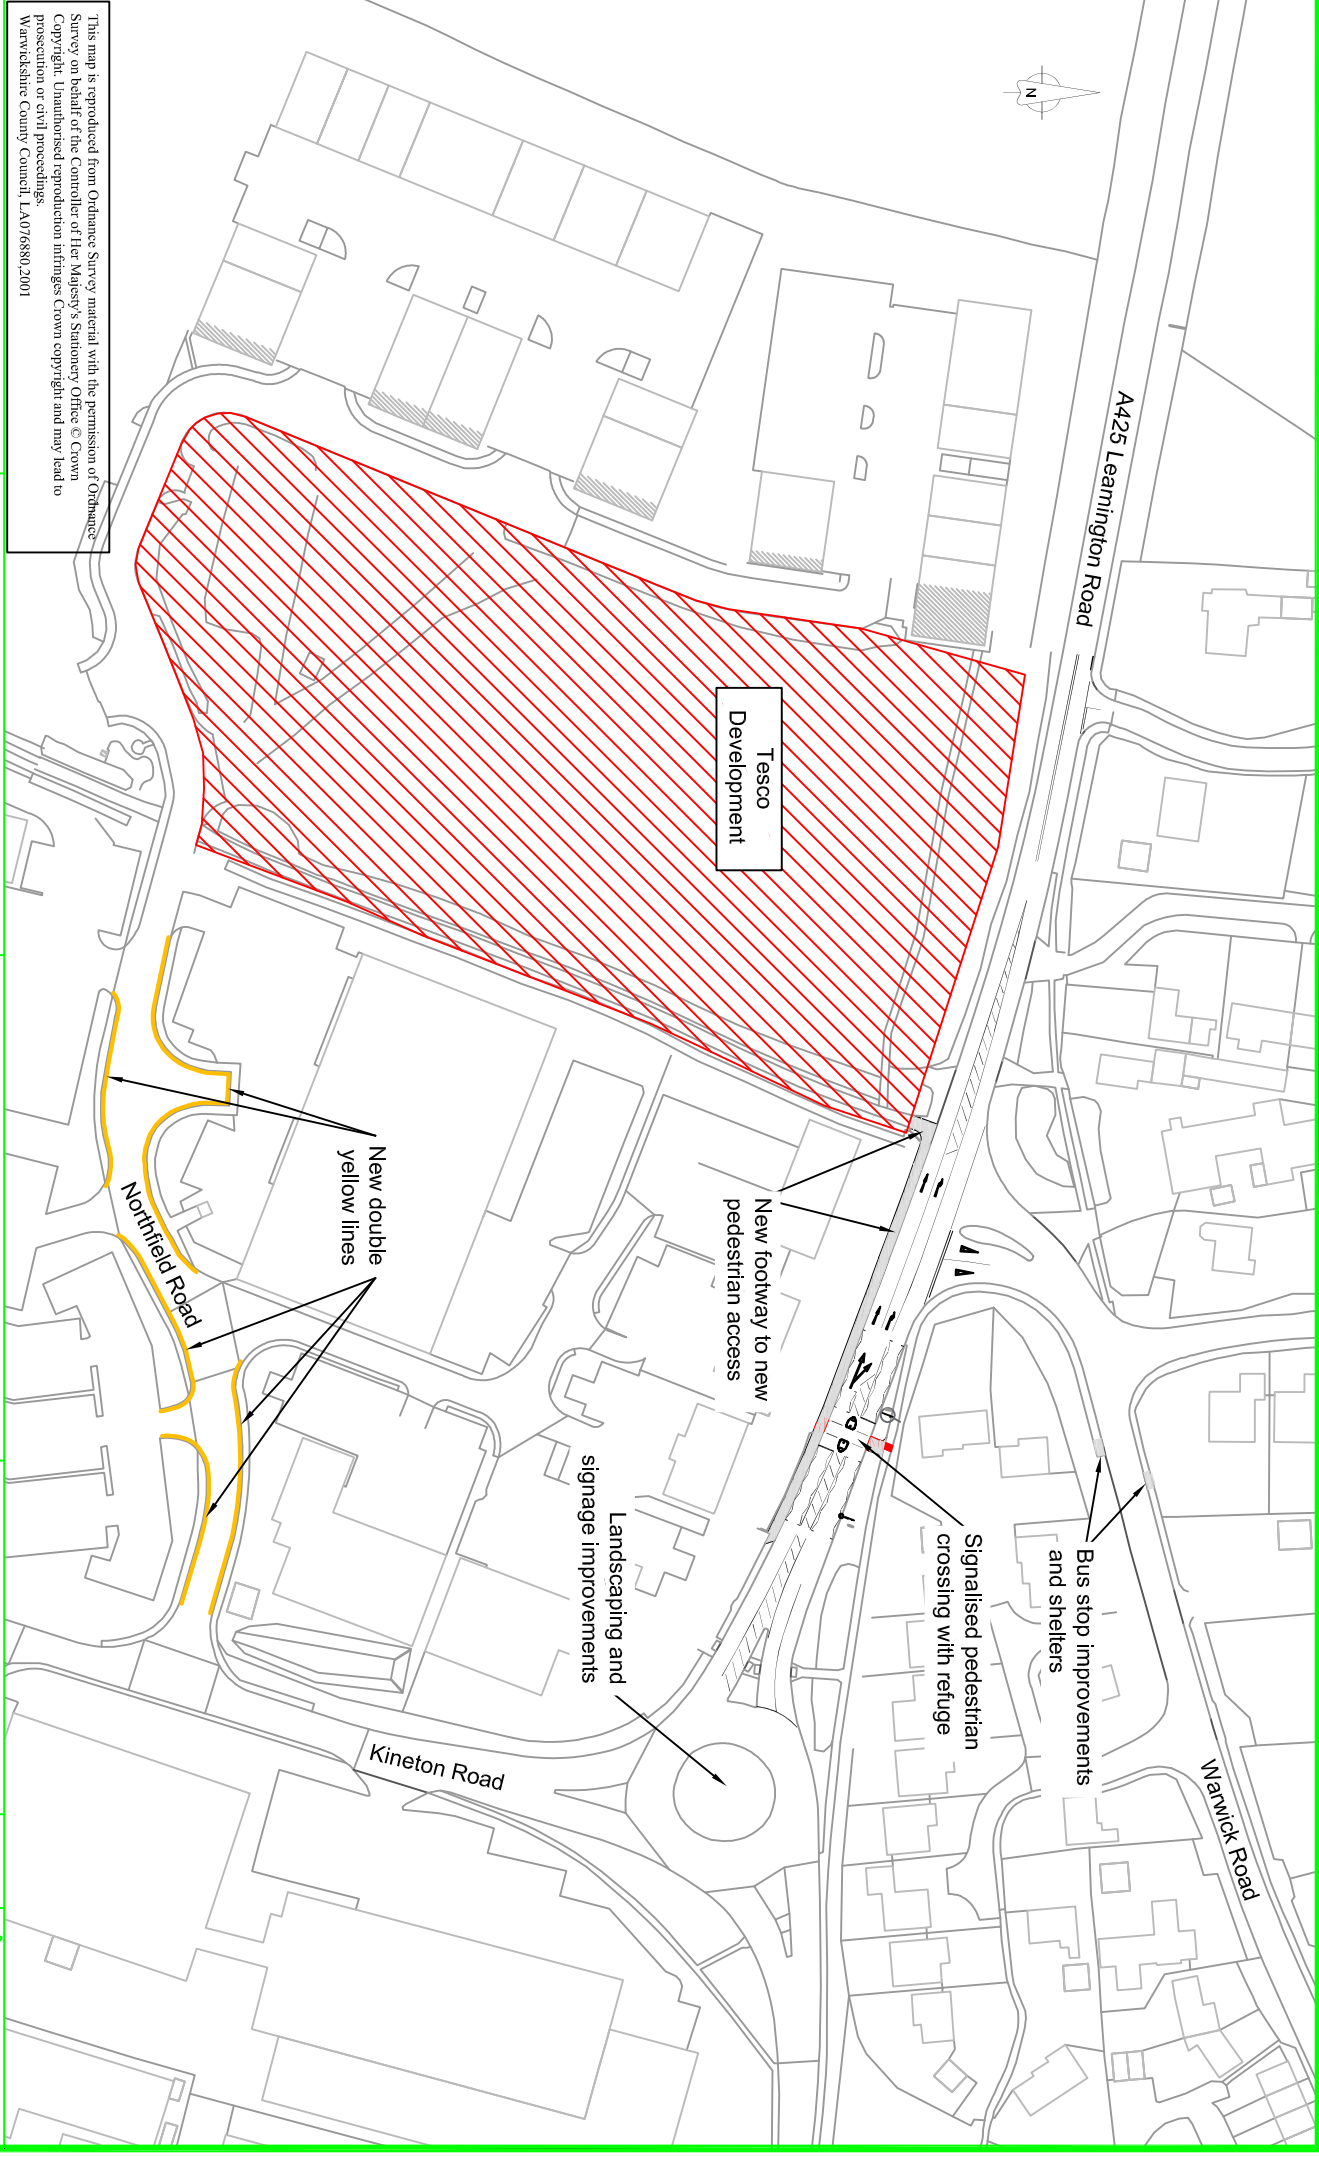 A425 Leamington Road
N
Tesco
Development
New footway to new
pedestrian access
Bus stop improvements
and shelters
Signalised pedestrian
crossing with refuge
Warwick Road
Landscaping and
signage improvements
New double
yellow lines
Northfield Road
Kineton Road
This map is reproduced from Ordnance Survey material with the permission of Ordnance
Survey on behalf of the Controller of Her Majesty's Stationery Office © Crown
Copyright. Unauthorised reproduction infringes Crown copyright and may lead to
prosecution or civil proceedings.
Warwickshire County Council, LA076880,2001